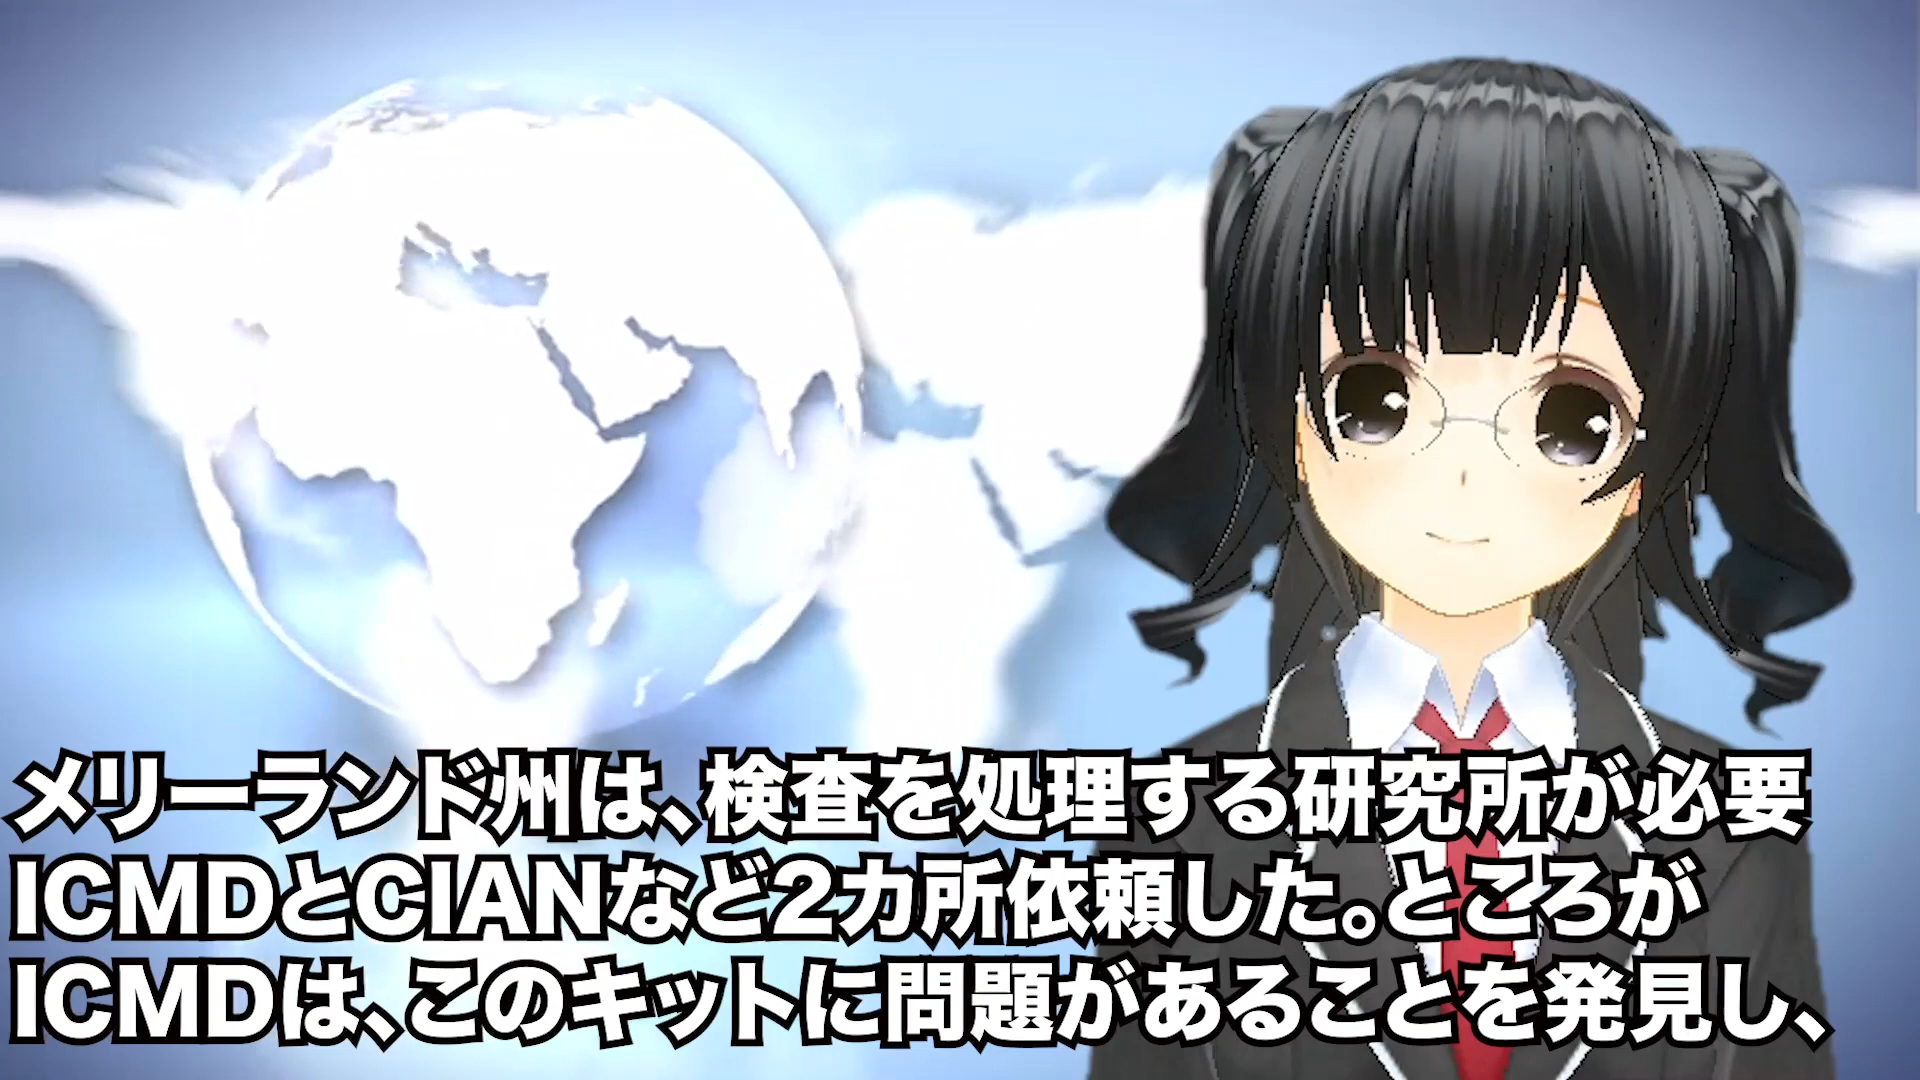 メリーランド州は、検査を処理する研究所が必要
ICMDとCIANなど2カ所依頼した。ところが
ICMDは、このキットに問題があることを発見し、